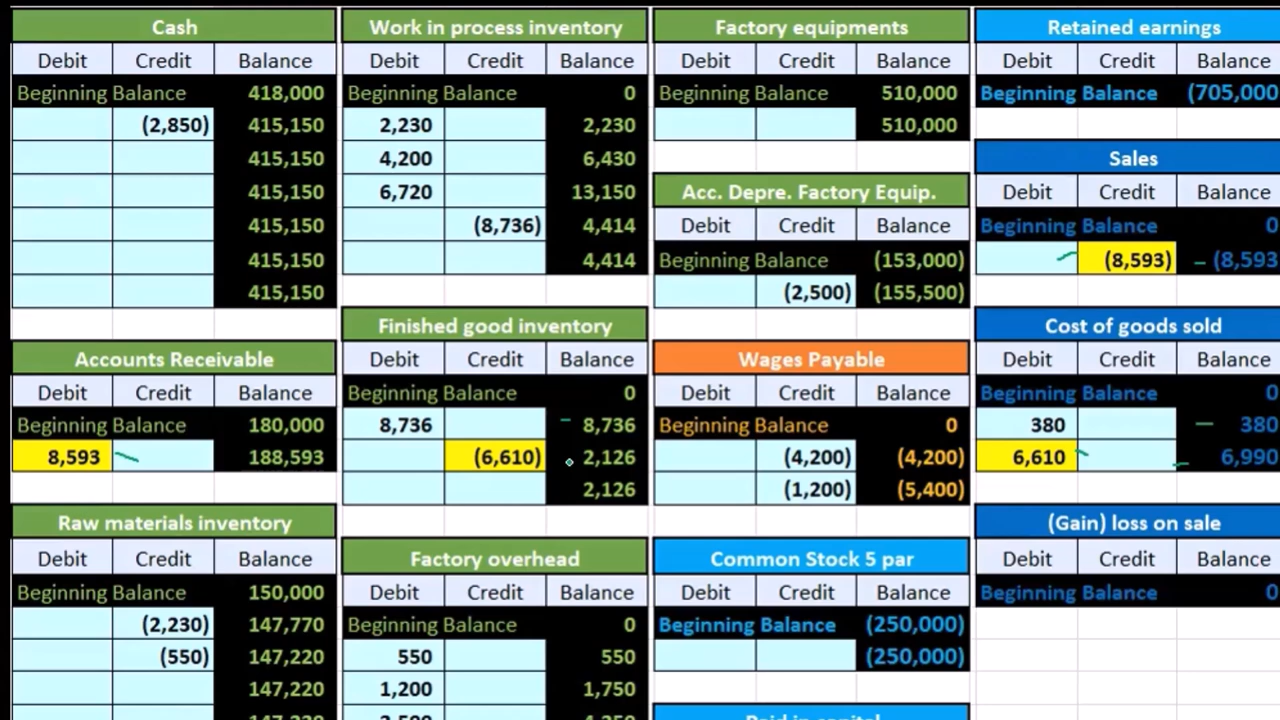 Cash
Debit Credit Balance
Beginning Balance 418,000
(2,850) 415,150
415,150
415,150
415,150
415,150
415,150
Accounts Receivable
Debit Credit Balance
Beginning Balance 180,000
8,593 188,593
Raw materials inventory
Debit Credit Balance
Beginning Balance 150,000
(2,230) 147,770
(550) 147,220
147,220
Work in process inventory
Debit Credit Balance
Beginning Balance 0
2,230 2,230
4,200 6,430
6,720 13,150
(8,736) 4,414
4,414
Finished good inventory
Debit Credit Balance
Beginning Balance 0
8,736 8,736
(6,610) 2,126
2,126
Factory overhead
Debit Credit Balance
Beginning Balance 0
550 550
1,200 1,750
Factory equipments
Debit Credit Balance
Beginning Balance 510,000
510,000
Acc. Depre. Factory Equip.
Debit Credit Balance
Beginning Balance (153,000)
(2,500) (155,500)
Wages Payable
Debit Credit Balance
Beginning Balance 0
(4,200) (4,200)
(1,200) (5,400)
Common Stock 5 par
Debit Credit Balance
Beginning Balance (250,000)
(250,000)
Paid in capital
Retained earnings
Debit Credit Balance
Beginning Balance (705,000
Sales
Debit Credit Balance
Beginning Balance 0
(8,593) (8,593
Cost of goods sold
Debit Credit Balance
Beginning Balance 0
380 380
6,610 6,990
(Gain) loss on sale
Debit Credit Balance
Beginning Balance 0